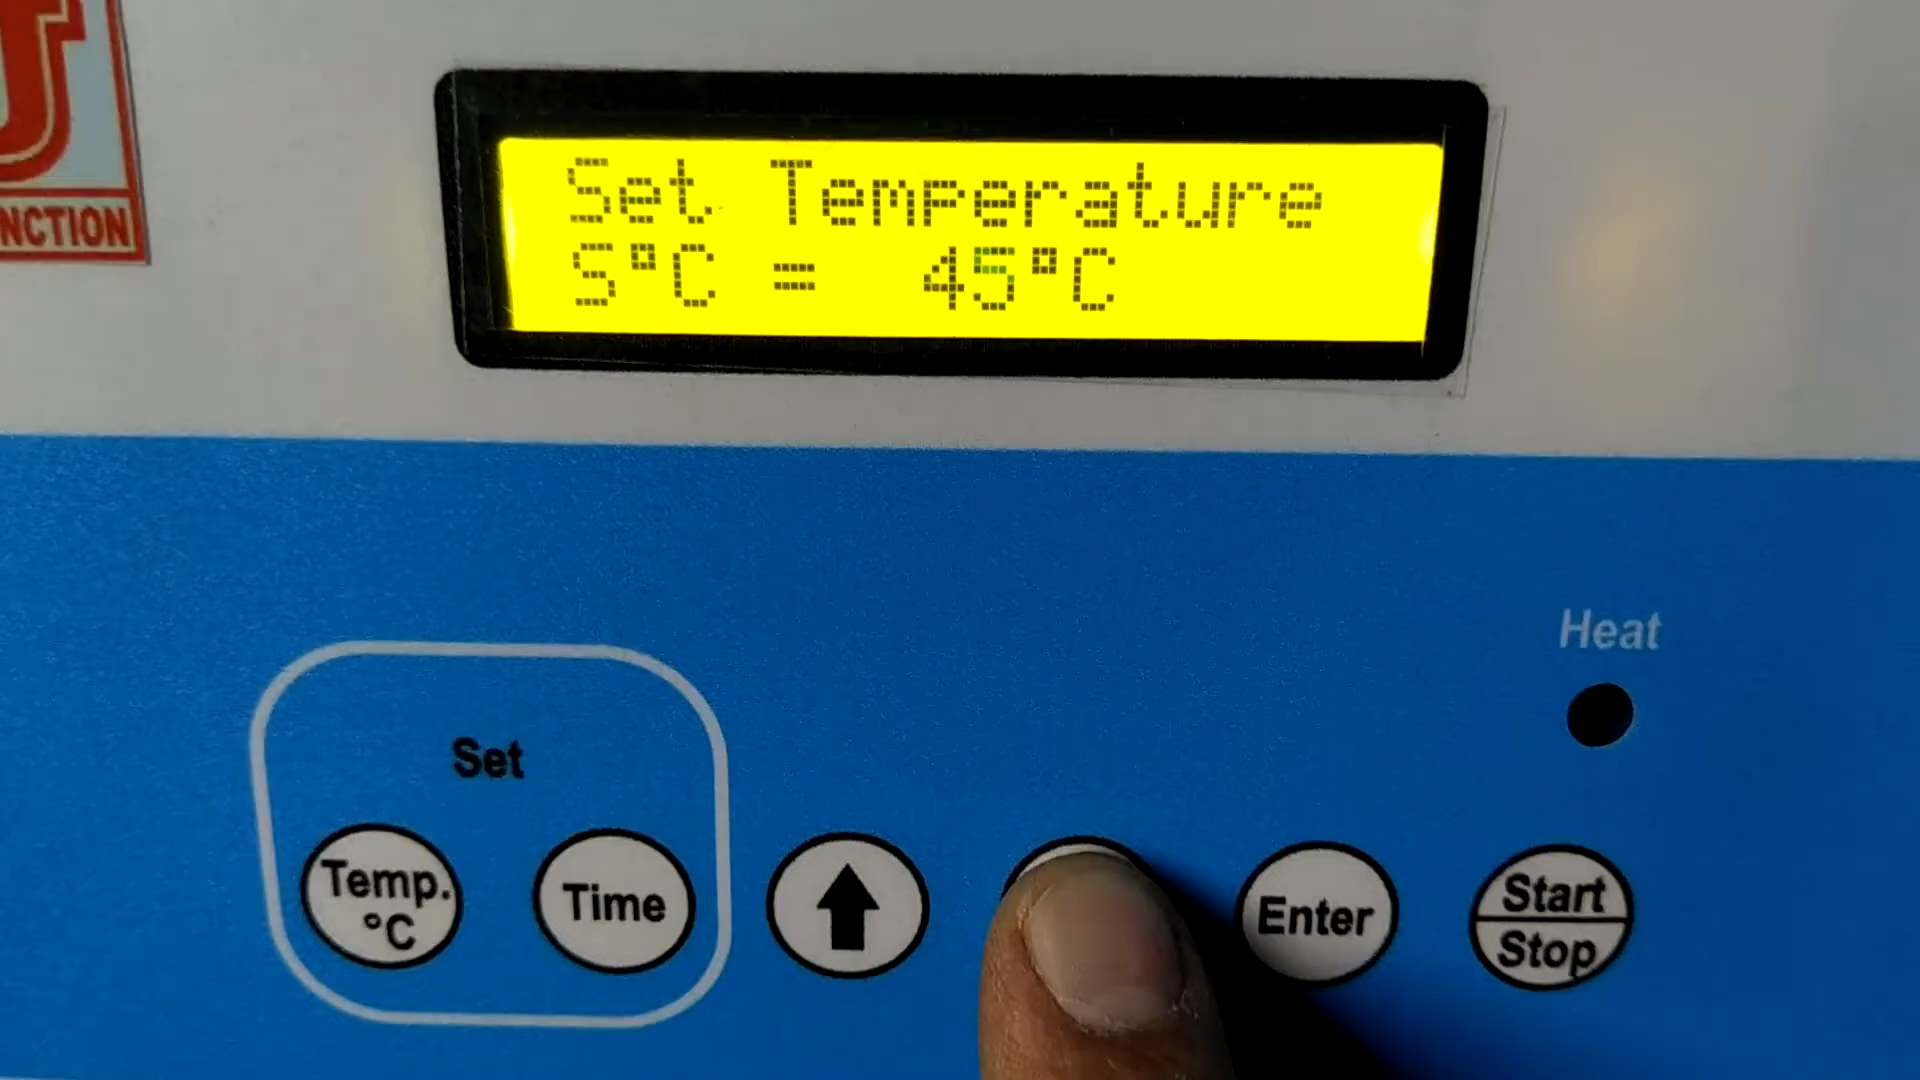 NCTION
Set Temperature
S°C = 45°C
Heat
Set
Temp.
°C
Time
Enter
Start
Stop